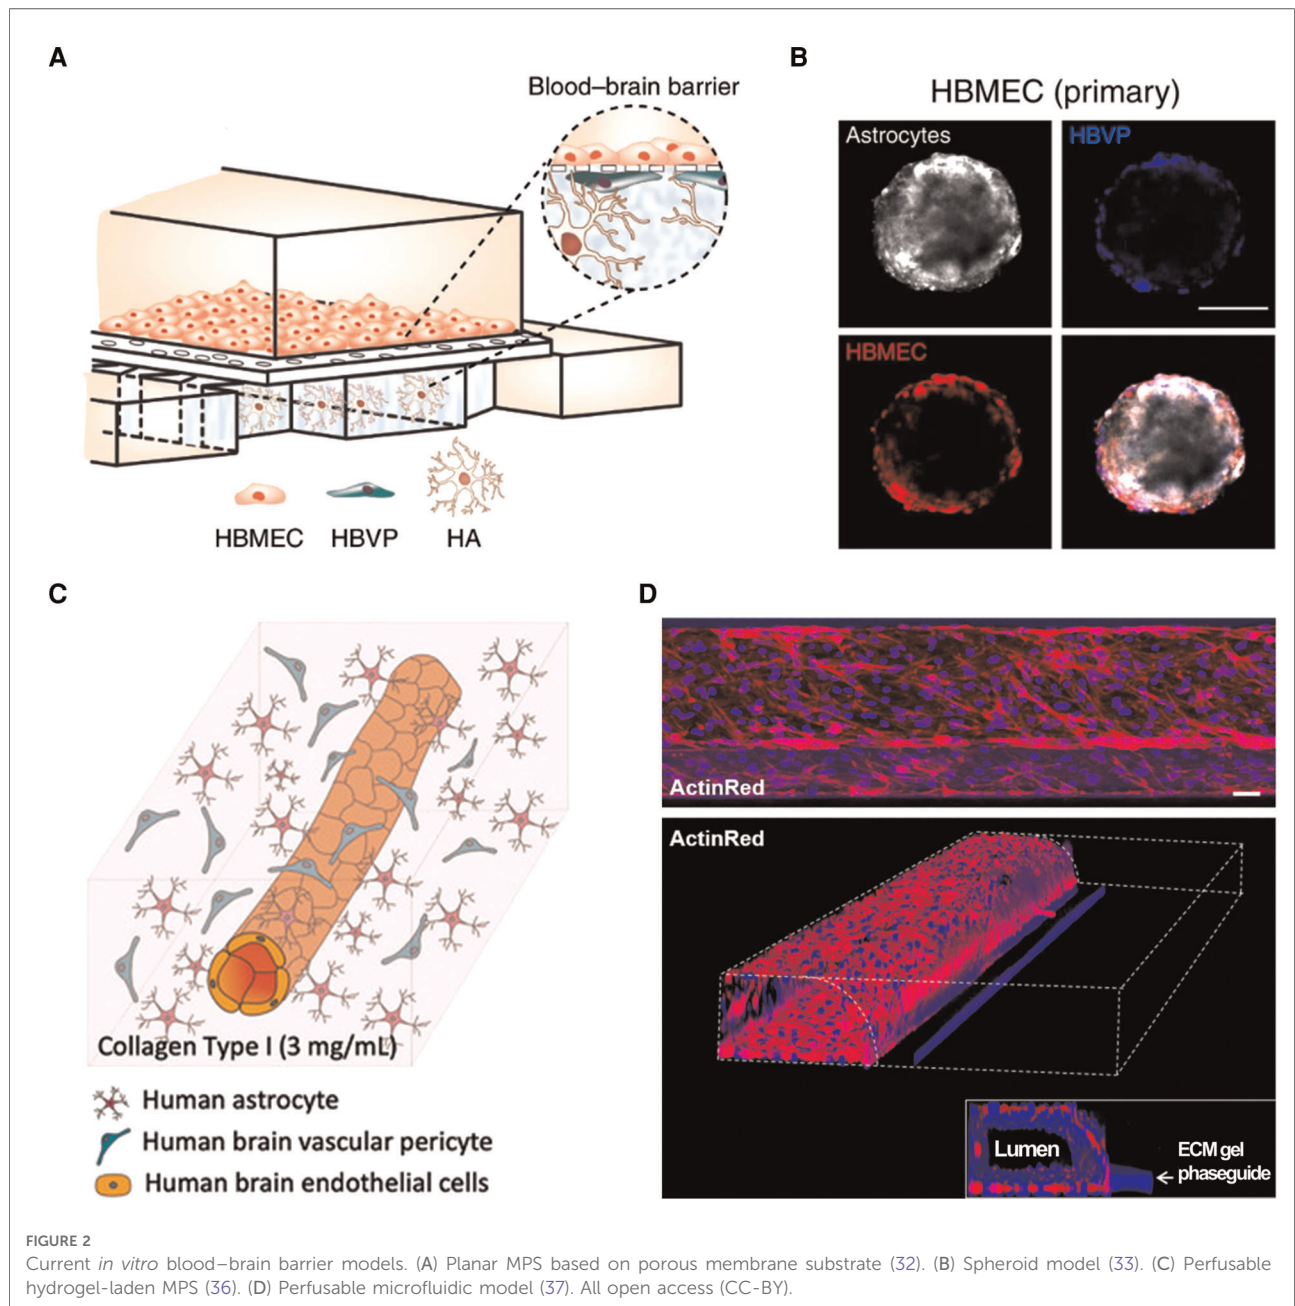 A
Blood–brain barrier
HBMEC
HBVP
HA
B
HBMEC (primary)
Astrocytes
HBVP
HBMEC
C
Collagen Type I (3 mg/mL)
Human astrocyte
Human brain vascular pericyte
Human brain endothelial cells
D
ActinRed
ActinRed
Lumen
ECM gel
phaseguide
FIGURE 2
Current in vitro blood–brain barrier models. (A) Planar MPS based on porous membrane substrate (32). (B) Spheroid model (33). (C) Perfusable
hydrogel-laden MPS (36). (D) Perfusable microfluidic model (37). All open access (CC-BY).